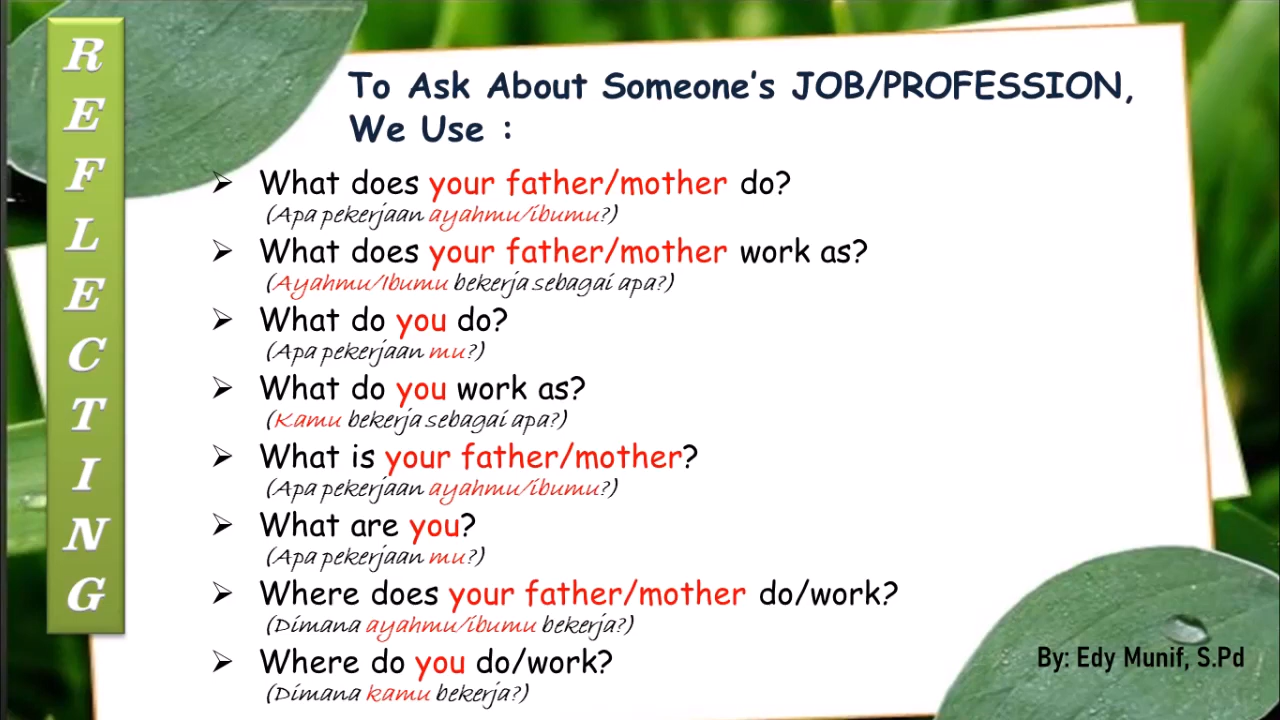 REFLECTING
To Ask About Someone's JOB/PROFESSION,
We Use :
➢ What does your father/mother do?
(Apa pekerjaan ayahmu/ibumu?)
➢ What does your father/mother work as?
(Ayahmu/Ibumu bekerja sebagai apa?)
➢ What do you do?
(Apa pekerjaan mu?)
➢ What do you work as?
(Kamu bekerja sebagai apa?)
➢ What is your father/mother?
(Apa pekerjaan ayahmu/ibumu?)
➢ What are you?
(Apa pekerjaan mu?)
➢ Where does your father/mother do/work?
(Dimana ayahmu/ibumu bekerja?)
➢ Where do you do/work?
(Dimana kamu bekerja?)
By: Edy Munif, S.Pd